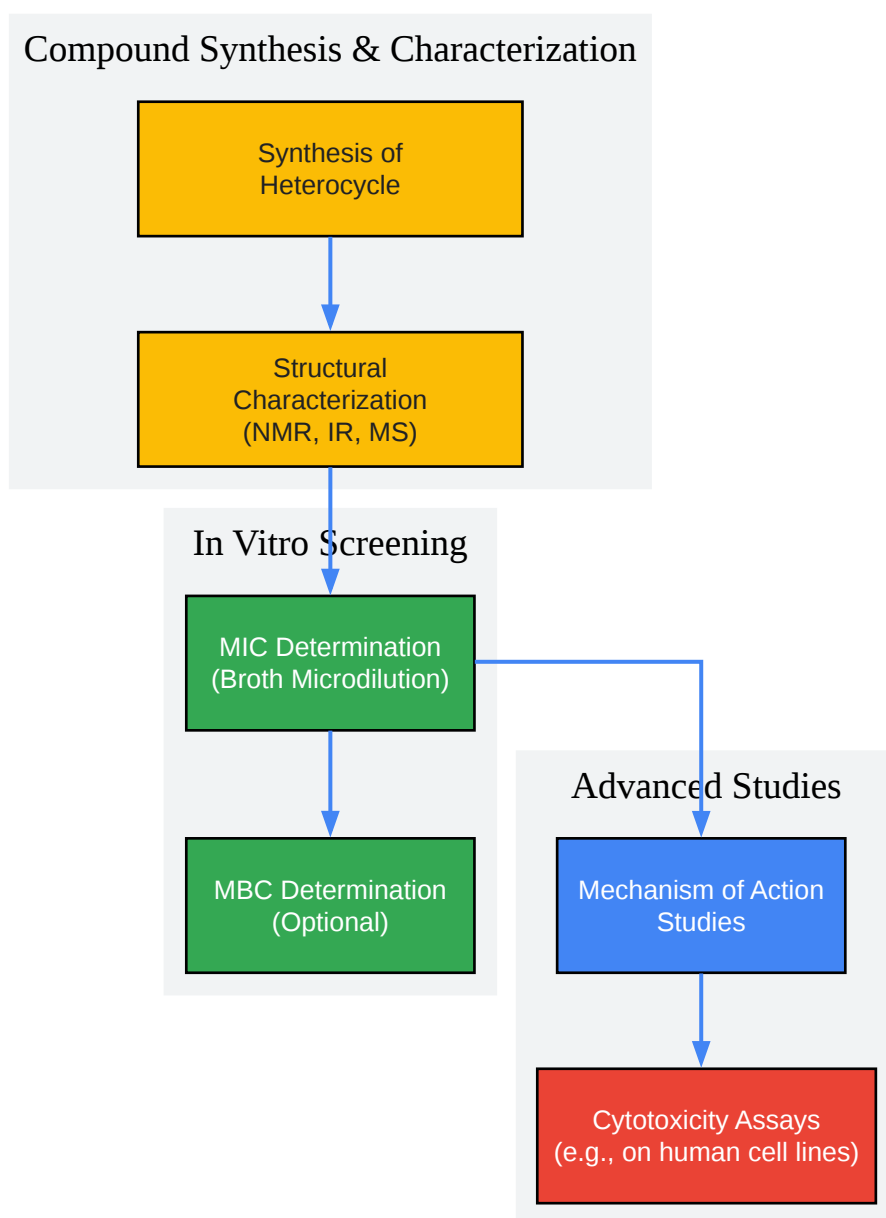 Compound Synthesis & Characterization
Synthesis of
Heterocycle
Structural
Characterization
(NMR, IR, MS)
In Vitro Screening
MIC Determination
(Broth Microdilution)
MBC Determination
(Optional)
Advanced Studies
Mechanism of Action
Studies
Cytotoxicity Assays
(e.g., on human cell lines)